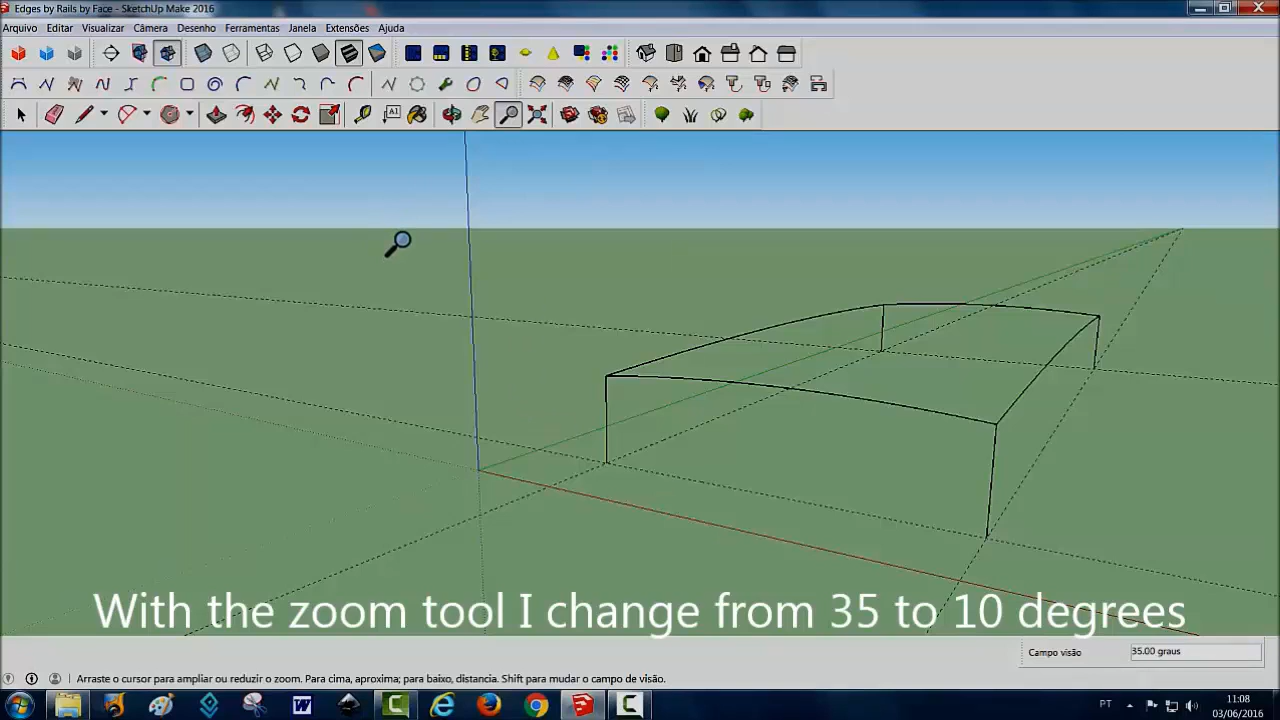 Edges by Rails by Face - SketchUp Make 2016
Arquivo Editar Visualizar Câmera Desenho Ferramentas Janela Extensões Ajuda
With the zoom tool I change from 35 to 10 degrees
Campo visão 35.00 graus
Arraste o cursor para ampliar ou reduzir o zoom. Para cima, aproxima; para baixo, distancia. Shift para mudar o campo de visão.
PT
11:08
03/06/2016